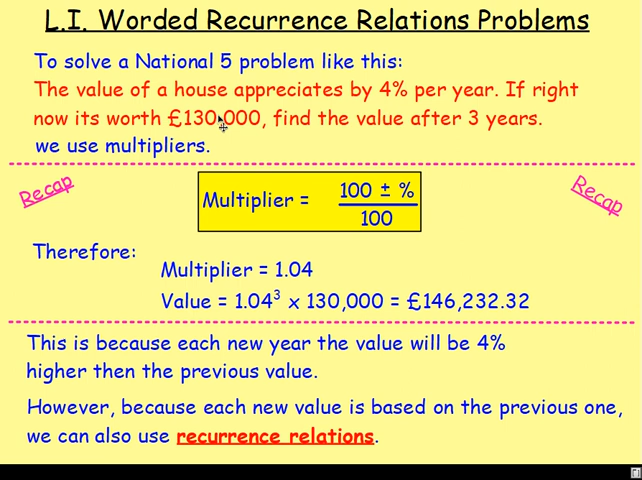 L.I. Worded Recurrence Relations Problems
To solve a National 5 problem like this:
The value of a house appreciates by 4% per year. If right
now its worth £130,000, find the value after 3 years.
we use multipliers.
Recap
Recap
Multiplier = 100 ± % / 100
Therefore:
Multiplier = 1.04
Value = 1.04³ x 130,000 = £146,232.32
This is because each new year the value will be 4%
higher then the previous value.
However, because each new value is based on the previous one,
we can also use recurrence relations.